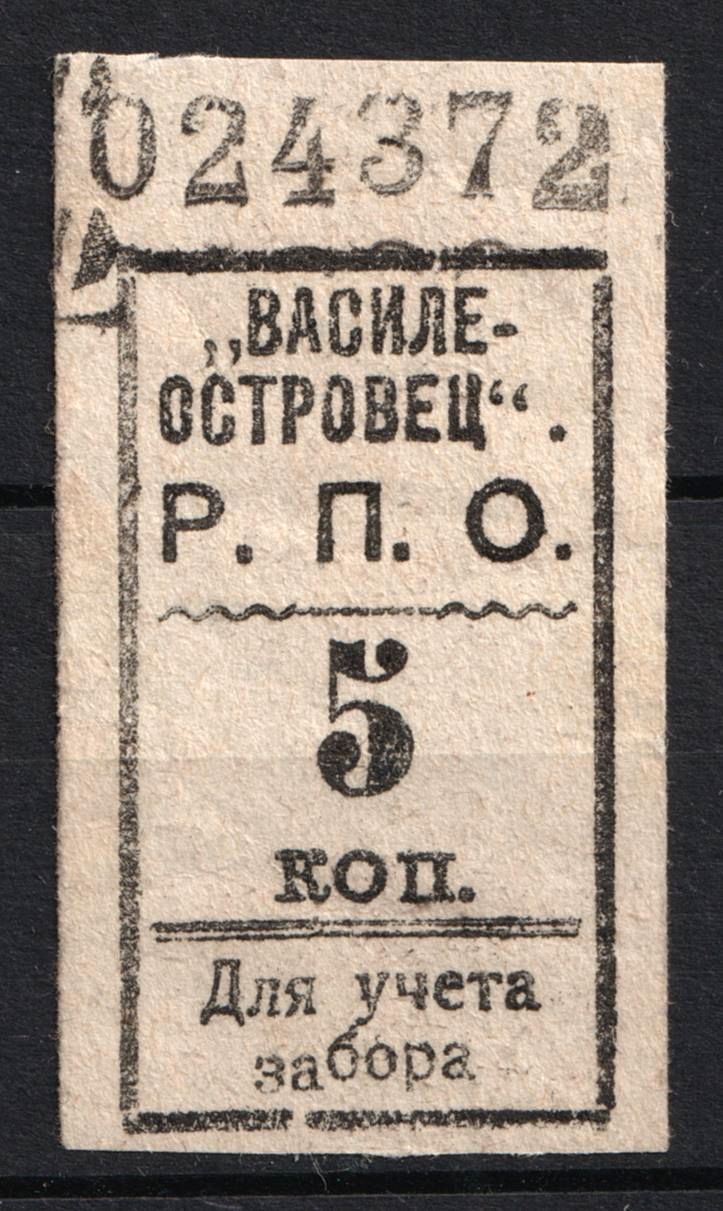 024372
„ВАСИЛЕ-
ОСТРОВЕЦ“.
Р. П. О.
5
коп.
Для учета
забора